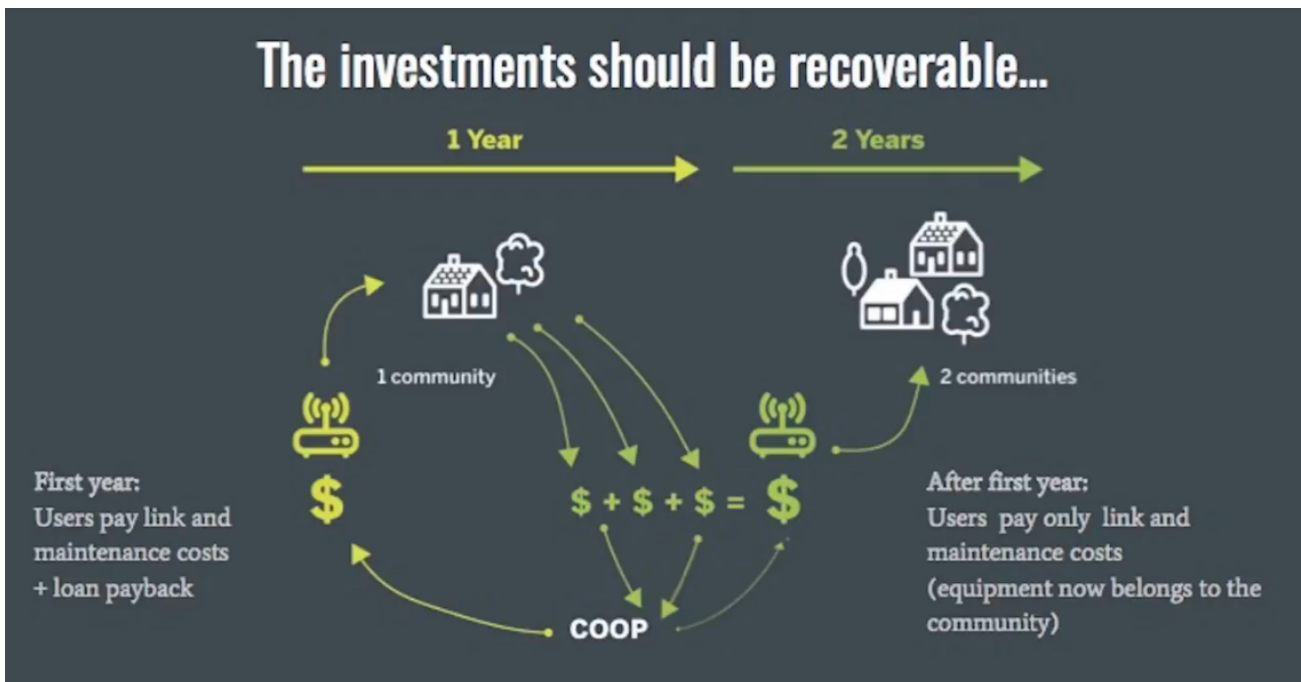 The investments should be recoverable...
1 Year
2 Years
1 community
2 communities
First year:
Users pay link and
maintenance costs
+ loan payback
$
$ + $ + $ = $
After first year:
Users pay only link and
maintenance costs
(equipment now belongs to the
community)
COOP